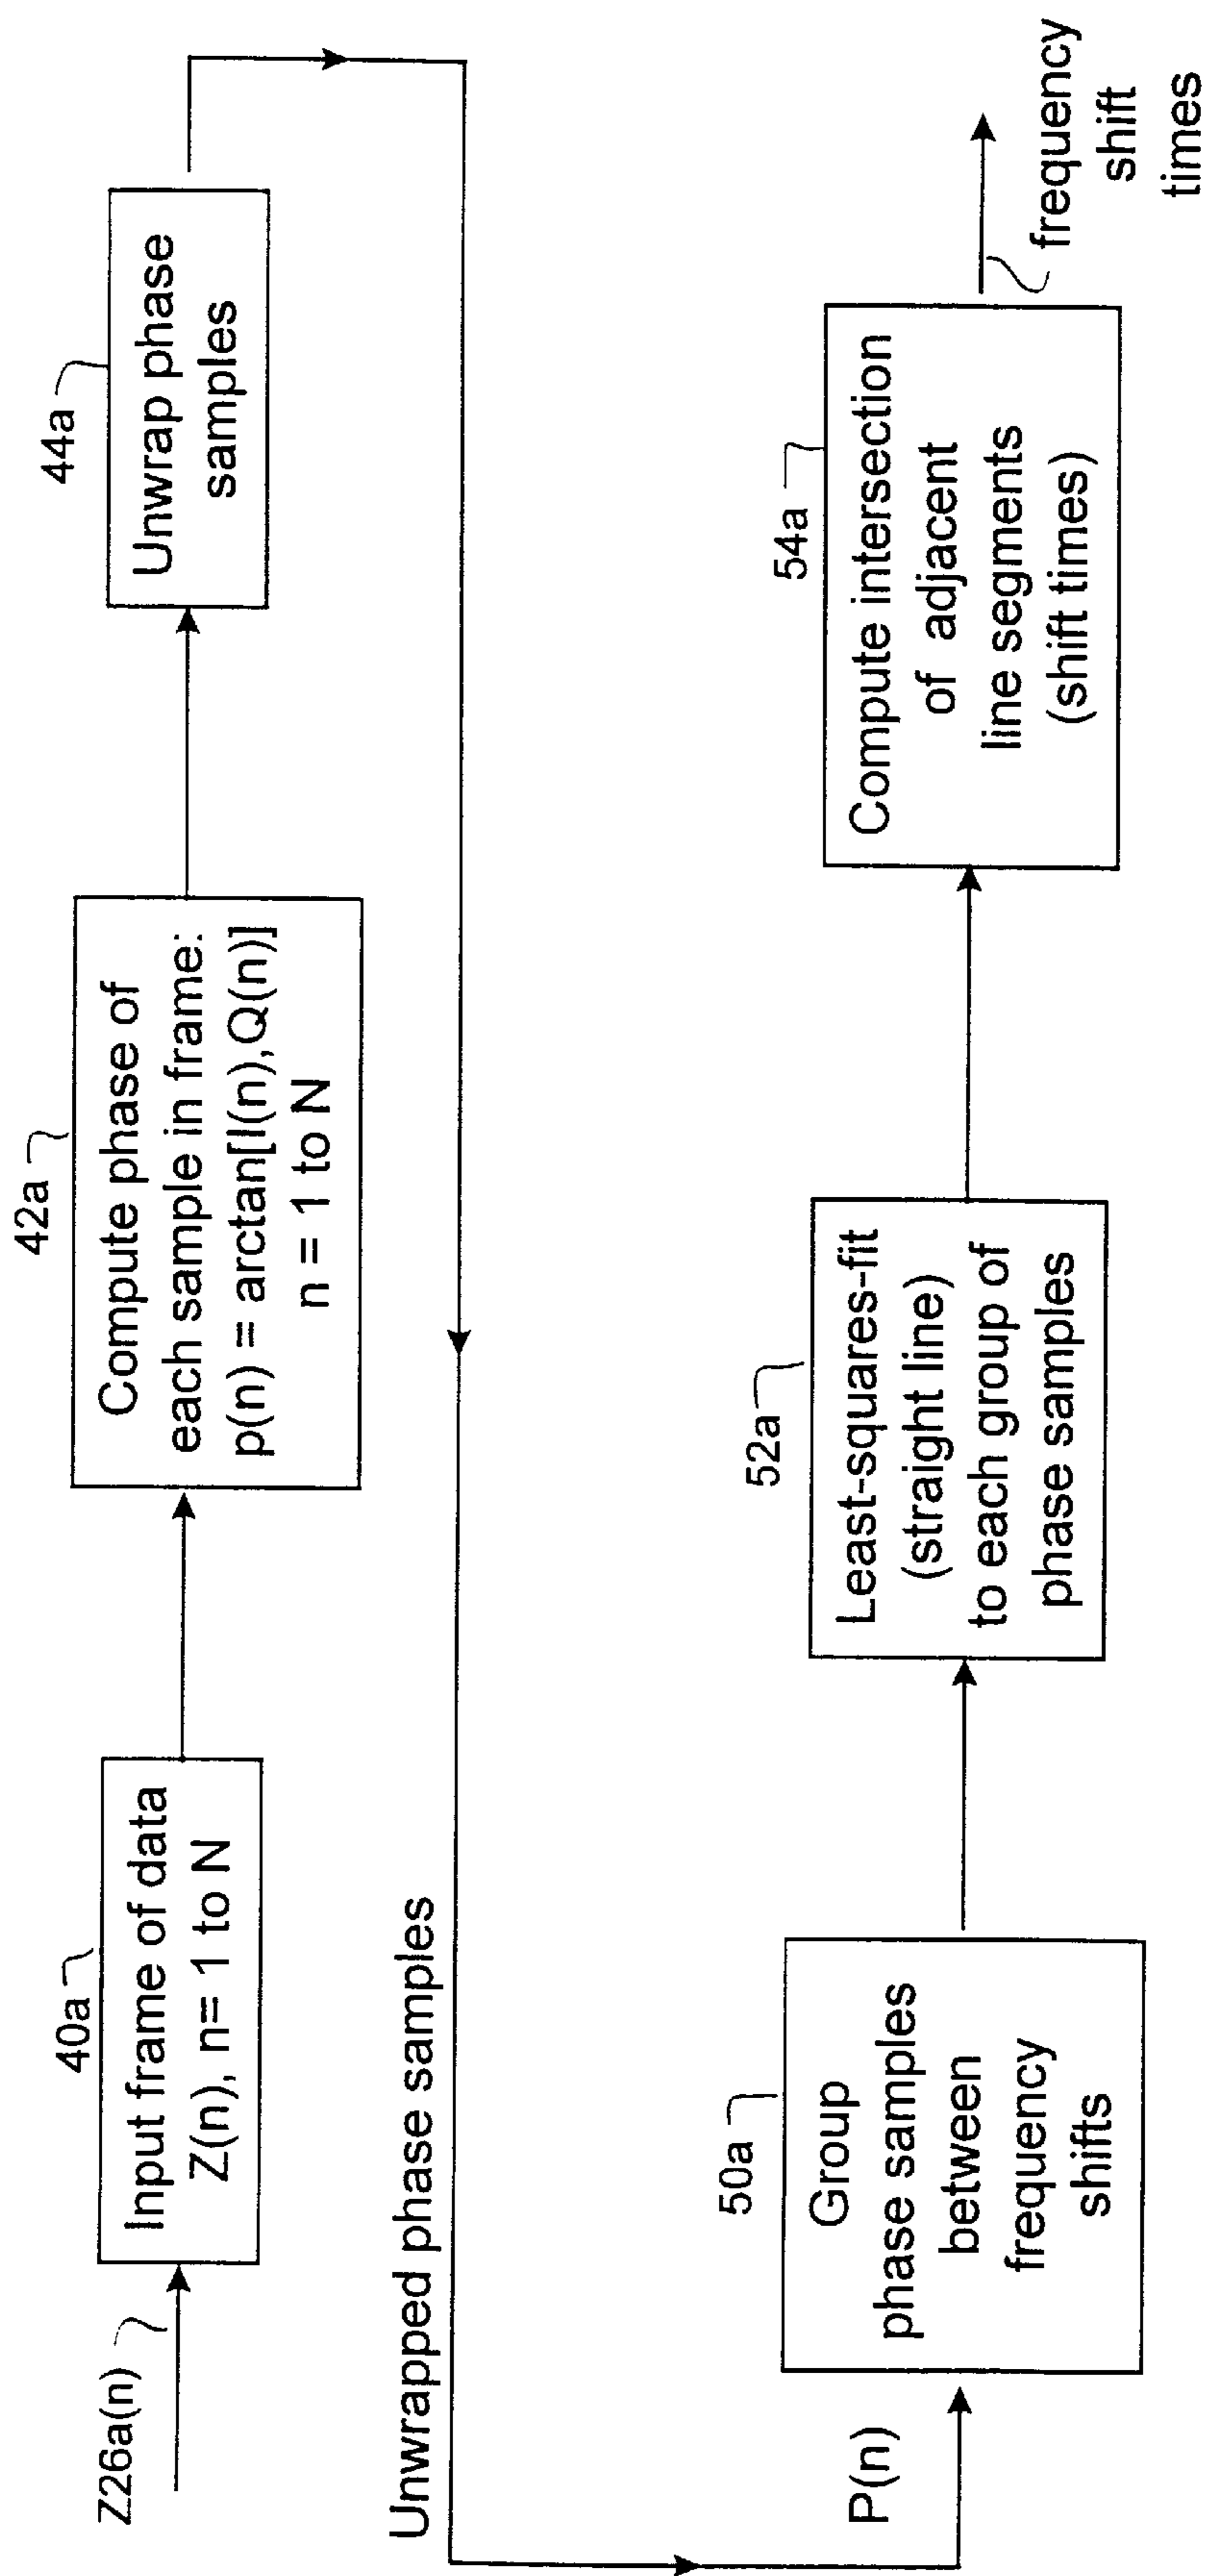 Z26a(n)
40a
Input frame of data
Z(n), n= 1 to N
42a
Compute phase of
each sample in frame:
p(n) = arctan[I(n),Q(n)]
n = 1 to N
44a
Unwrap phase
samples
Unwrapped phase samples
P(n)
50a
Group
phase samples
between
frequency
shifts
52a
Least-squares-fit
(straight line)
to each group of
phase samples
54a
Compute intersection
of adjacent
line segments
(shift times)
frequency
shift
times